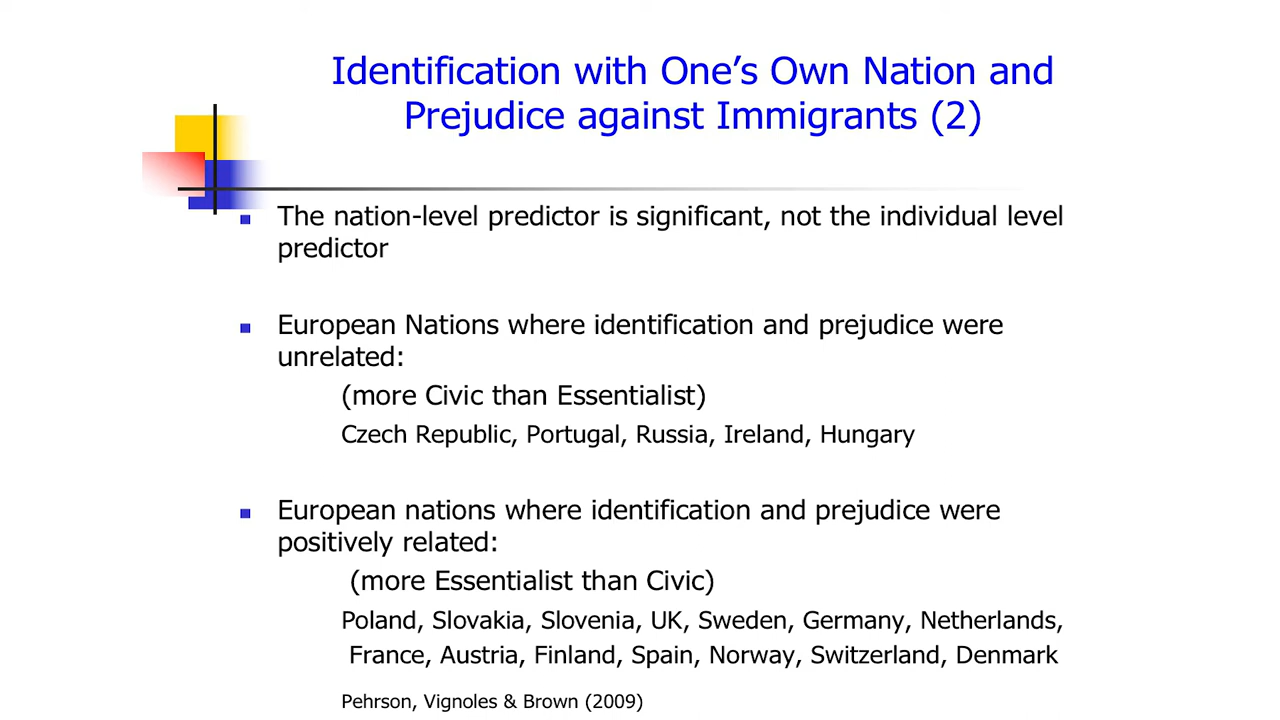 Identification with One’s Own Nation and
Prejudice against Immigrants (2)
The nation-level predictor is significant, not the individual level
predictor
European Nations where identification and prejudice were
unrelated:
(more Civic than Essentialist)
Czech Republic, Portugal, Russia, Ireland, Hungary
European nations where identification and prejudice were
positively related:
(more Essentialist than Civic)
Poland, Slovakia, Slovenia, UK, Sweden, Germany, Netherlands,
France, Austria, Finland, Spain, Norway, Switzerland, Denmark
Pehrson, Vignoles & Brown (2009)